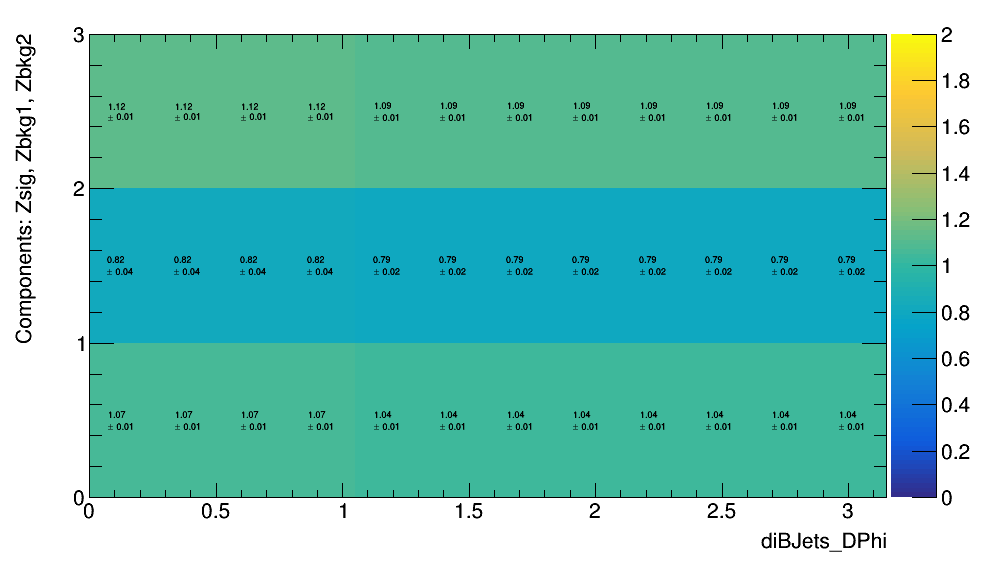 Components: Zsig, Zbkg1, Zbkg2
3
2
1
0
1.12 1.12 1.12 1.12 1.09 1.09 1.09 1.09 1.09 1.09 1.09 1.09
± 0.01 ± 0.01 ± 0.01 ± 0.01 ± 0.01 ± 0.01 ± 0.01 ± 0.01 ± 0.01 ± 0.01 ± 0.01 ± 0.01
0.82 0.82 0.82 0.82 0.79 0.79 0.79 0.79 0.79 0.79 0.79 0.79
± 0.04 ± 0.04 ± 0.04 ± 0.04 ± 0.02 ± 0.02 ± 0.02 ± 0.02 ± 0.02 ± 0.02 ± 0.02 ± 0.02
1.07 1.07 1.07 1.07 1.04 1.04 1.04 1.04 1.04 1.04 1.04 1.04
± 0.01 ± 0.01 ± 0.01 ± 0.01 ± 0.01 ± 0.01 ± 0.01 ± 0.01 ± 0.01 ± 0.01 ± 0.01 ± 0.01
0 0.5 1 1.5 2 2.5 3
diBJets_DPhi
2
1.8
1.6
1.4
1.2
1
0.8
0.6
0.4
0.2
0